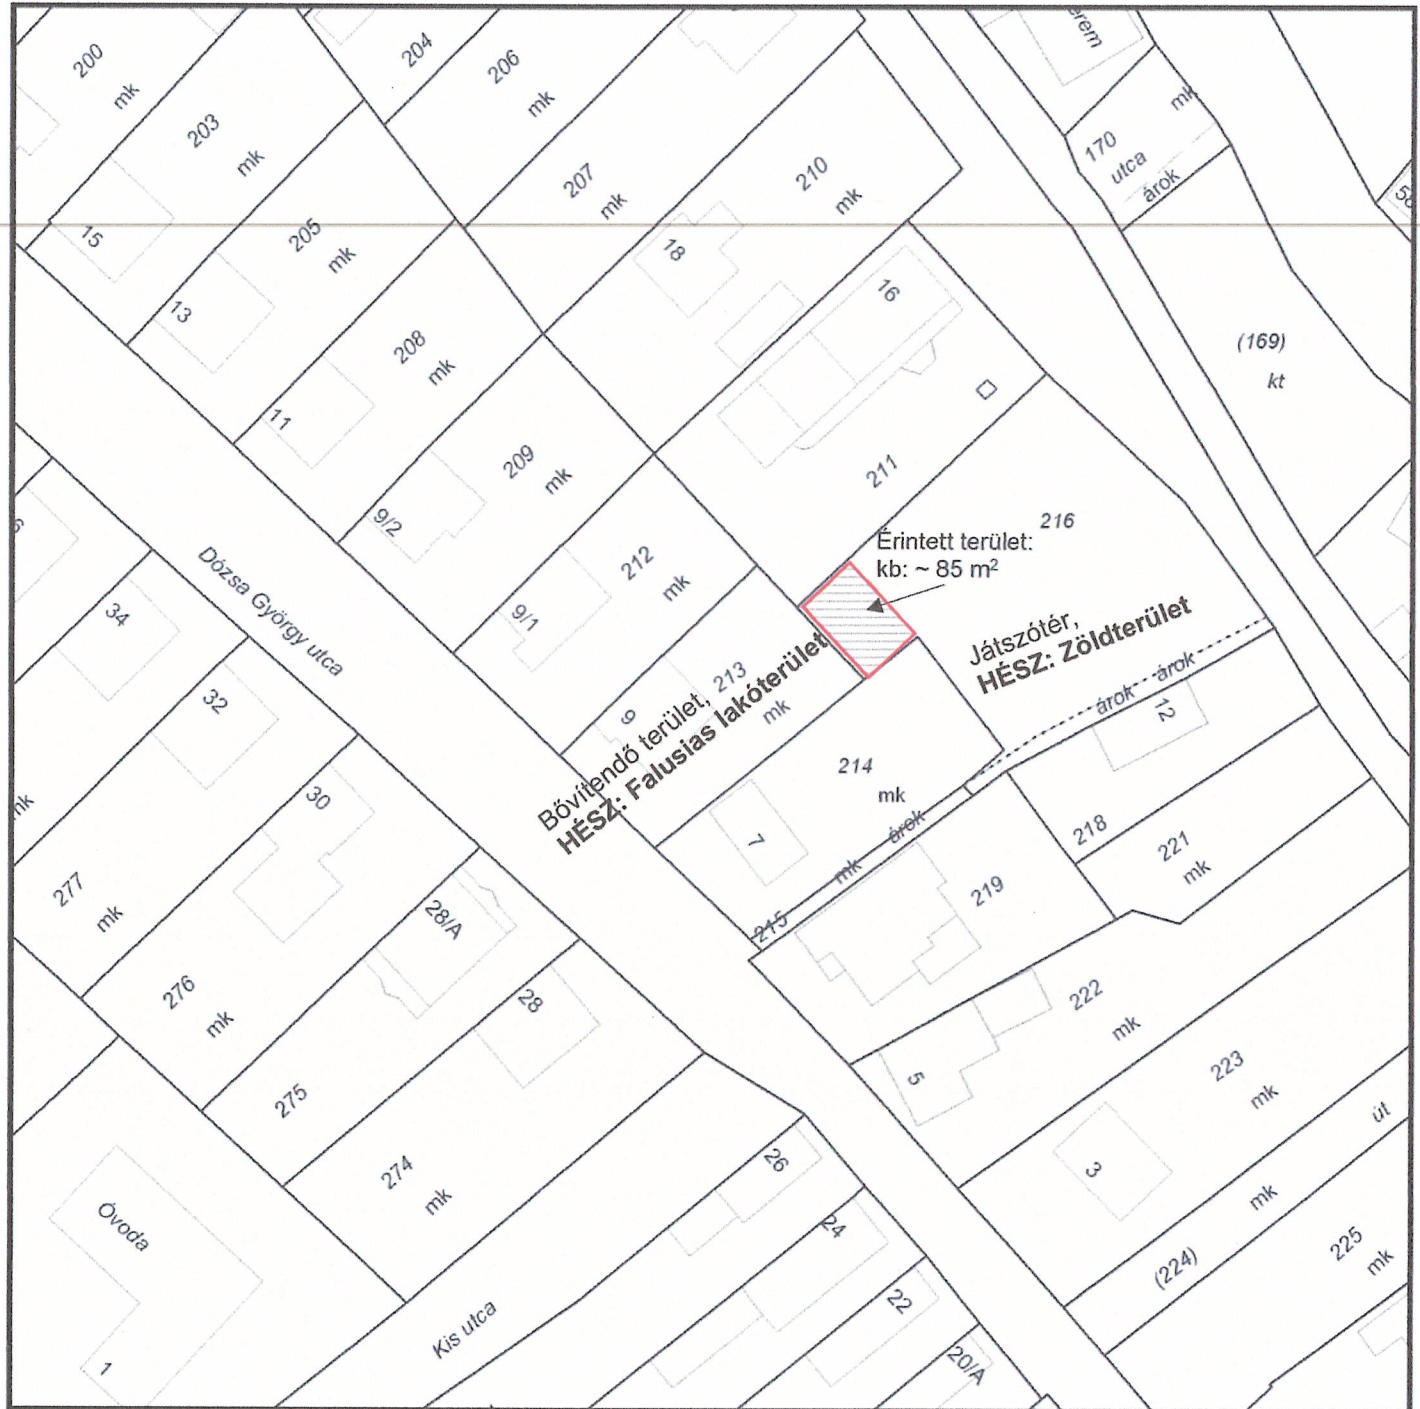 200
mk
203
mk
204
206
mk
erem
mk
170
utca
árok
207
mk
210
mk
15
205
mk
18
16
13
208
mk
(169)
kt
11
209
mk
211
9/2
216
Érintett terület:
kb: ~ 85 m²
Dózsa György utca
212
mk
9/1
34
Játszótér,
HÉSZ: Zöldterület
213
mk
9
Bővítendő terület,
HÉSZ: Falusias lakóterület
árok
árok
12
32
214
mk
30
7
árok
mk
218
221
mk
277
mk
mk
28/A
215
219
276
mk
28
222
mk
275
5
223
mk
274
mk
26
3
út
mk
Óvoda
24
(224)
225
mk
22
Kis utca
20/A
1